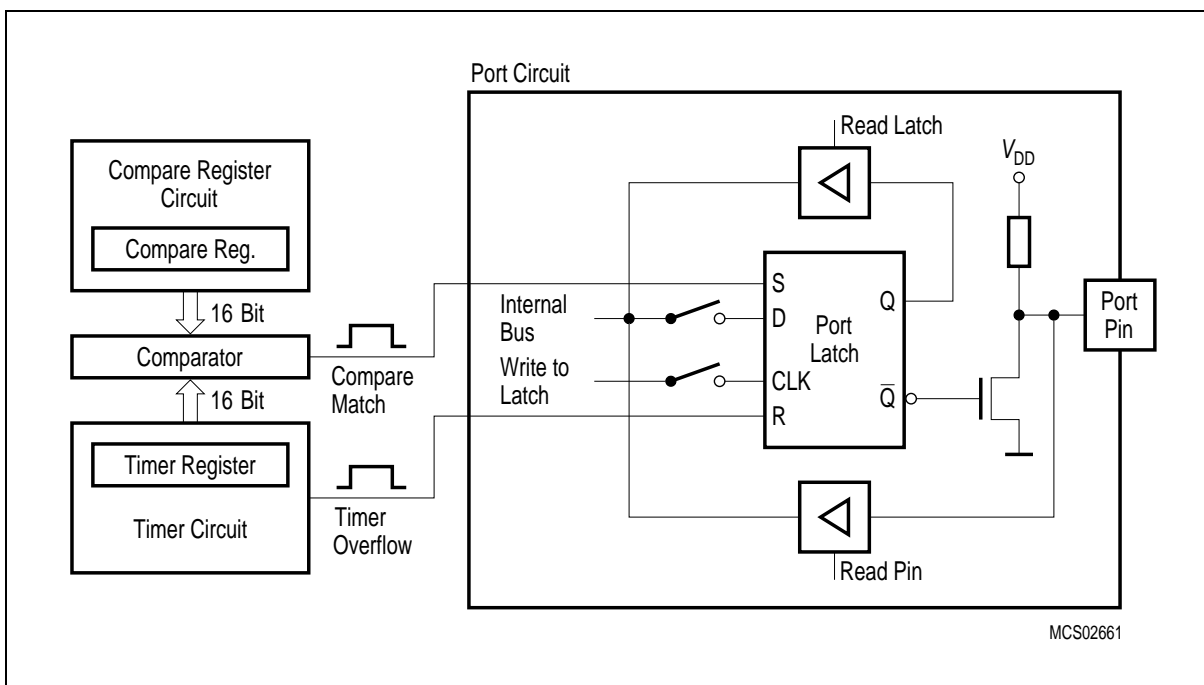 Port Circuit
Compare Register
Circuit
Compare Reg.
16 Bit
Comparator
16 Bit
Timer Register
Timer Circuit
Compare
Match
Timer
Overflow
Read Latch
VDD
Internal
Bus
Write to
Latch
S
D
CLK
R
Port
Latch
Q
Q̅
Port
Pin
Read Pin
MCS02661